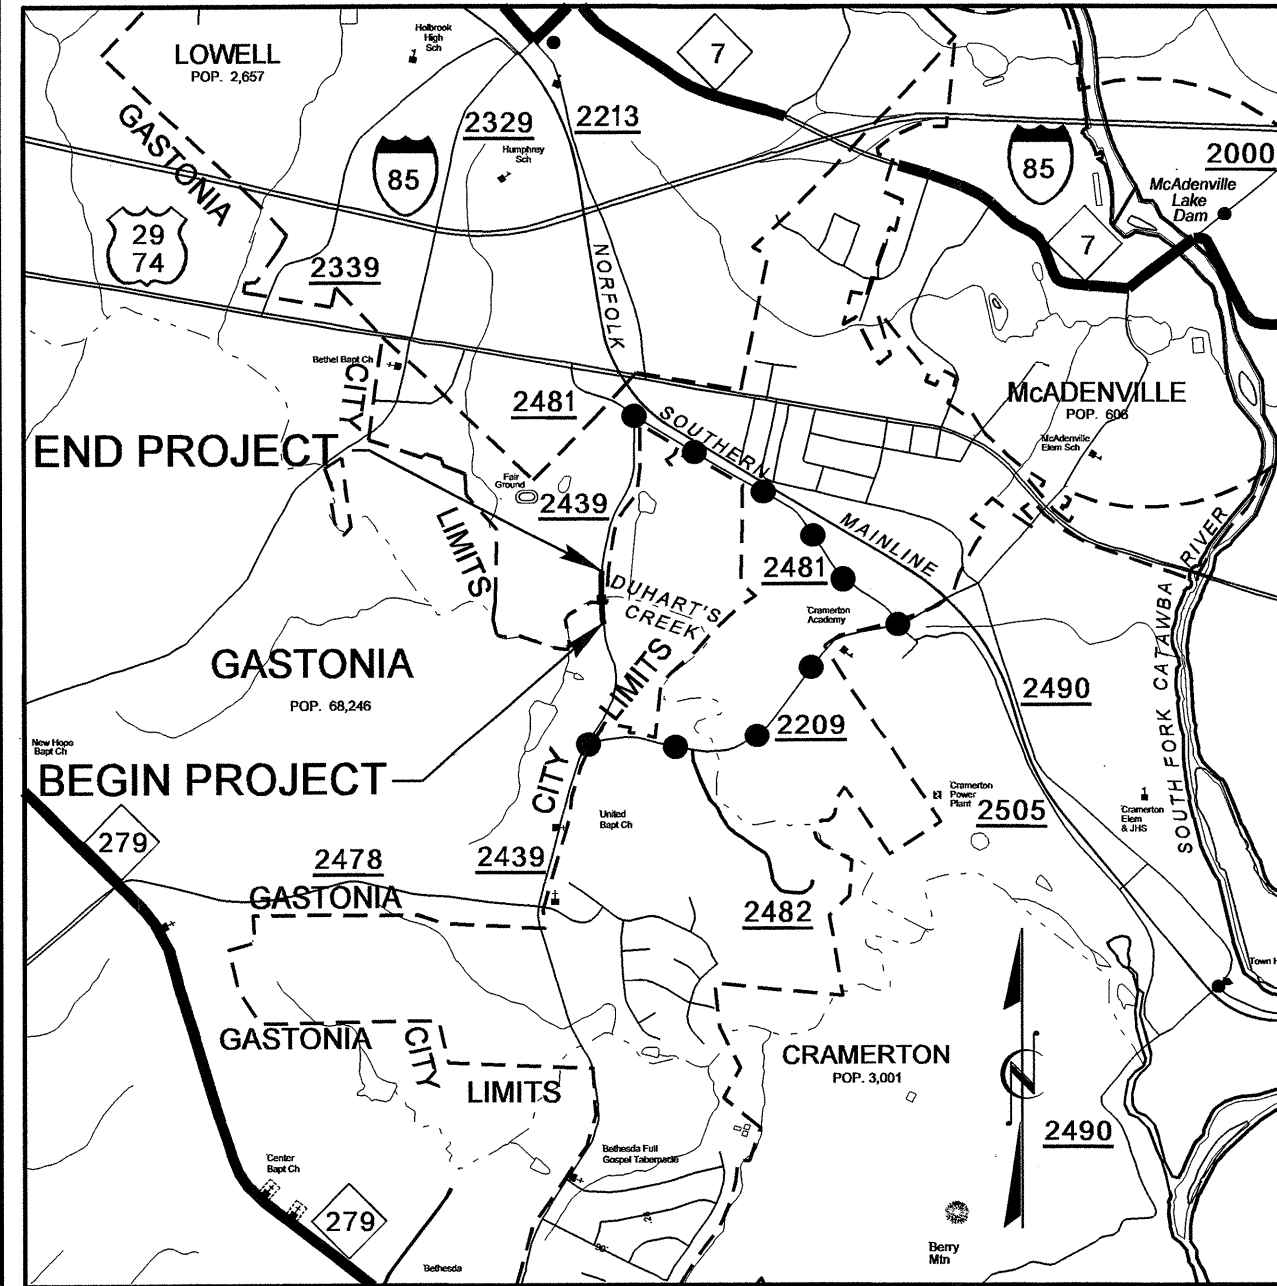 LOWELL
POP. 2,657
Holbrook
High
Sch
7
GASTONIA
2329
2213
Humphrey
Sch
85
85
2000
McAdenville
Lake
Dam
29
74
2339
NORFOLK
7
Bethel Bapt Ch
CITY
2481
SOUTHERN
McADENVILLE
POP. 606
McAdenville
Elem Sch
END PROJECT
Fair
Ground
2439
LIMITS
MAINLINE
2481
DUHART'S
CREEK
Cramerton
Academy
SOUTH FORK CATAWBA RIVER
GASTONIA
POP. 68,246
LIMITS
2490
2209
New Hope
Bapt Ch
BEGIN PROJECT
CITY
United
Bapt Ch
Cramerton
Power
Plant
2505
Cramerton
Elem
& JHS
279
2478
2439
GASTONIA
2482
Town H
GASTONIA
CITY
LIMITS
CRAMERTON
POP. 3,001
N
2490
Center
Bapt Ch
Bethesda Full
Gospel Tabernacle
279
Berry
Mtn
Bethesda